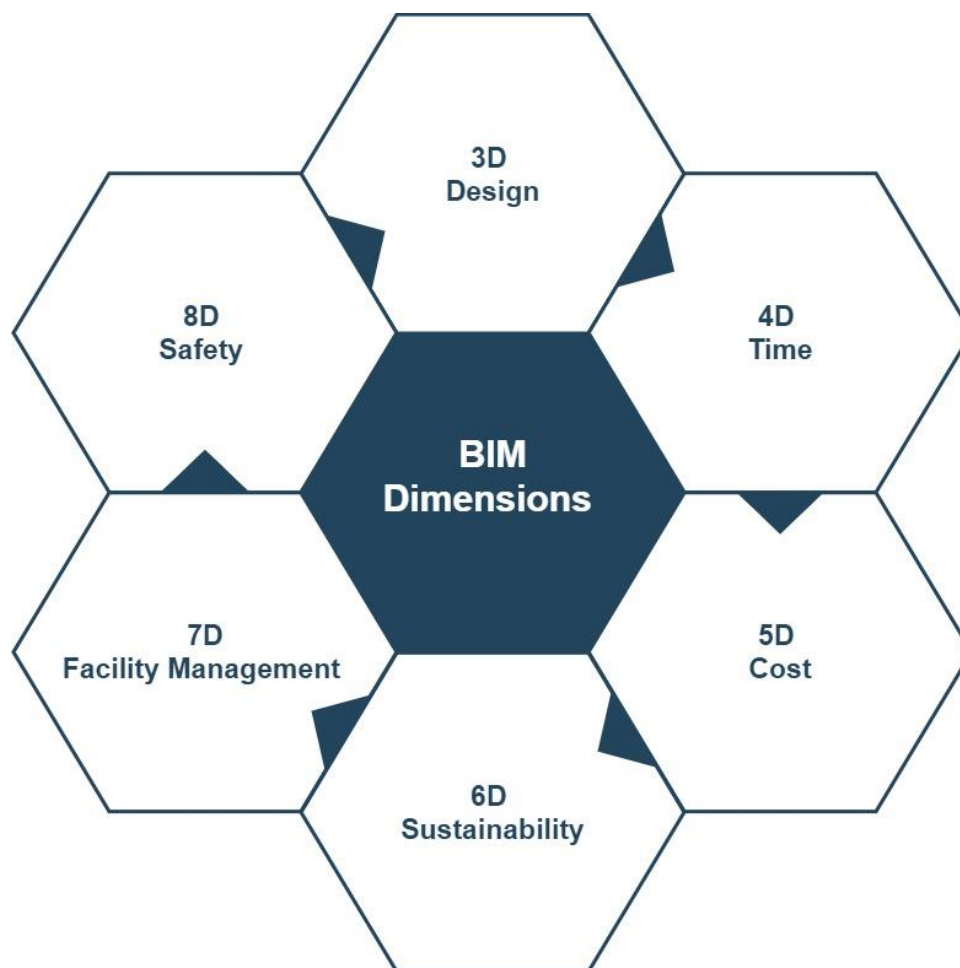 3D
Design
4D
Time
5D
Cost
6D
Sustainability
7D
Facility Management
8D
Safety
BIM
Dimensions